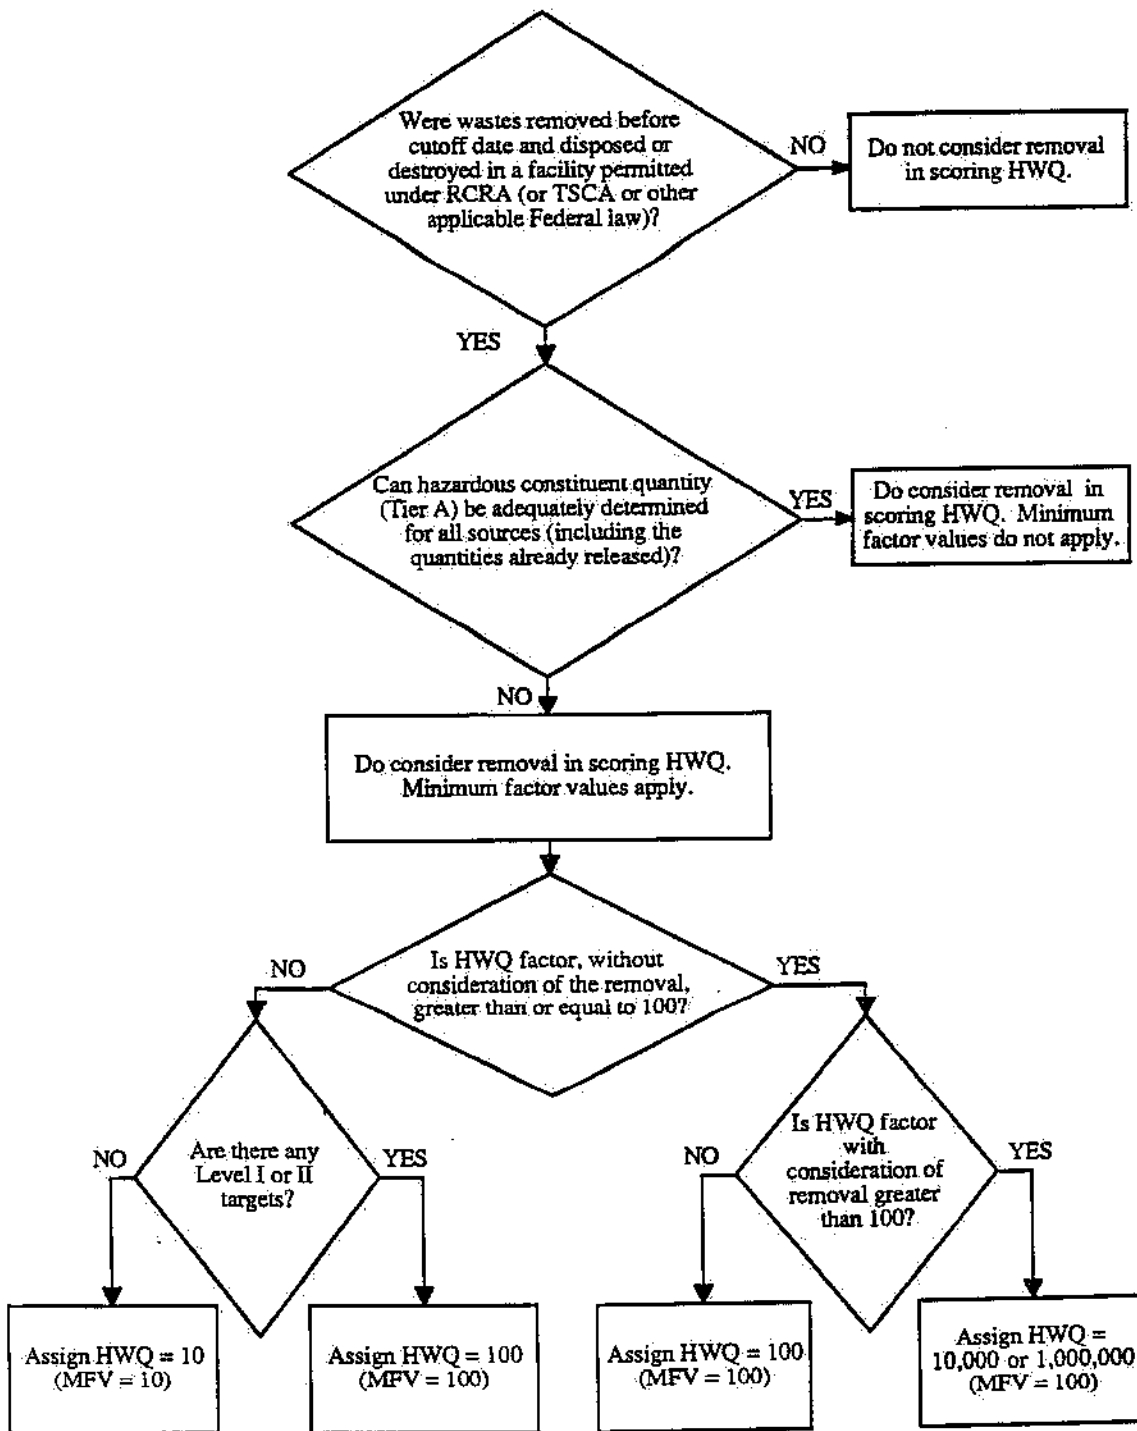 Were wastes removed before
cutoff date and disposed or
destroyed in a facility permitted
under RCRA (or TSCA or other
applicable Federal law)?
NO
Do not consider removal
in scoring HWQ.
YES
Can hazardous constituent quantity
(Tier A) be adequately determined
for all sources (including the
quantities already released)?
YES
Do consider removal in
scoring HWQ. Minimum
factor values do not apply.
NO
Do consider removal in scoring HWQ.
Minimum factor values apply.
Is HWQ factor, without
consideration of the removal,
greater than or equal to 100?
NO
YES
Are there any
Level I or II
targets?
NO
YES
Is HWQ factor
with
consideration of
removal greater
than 100?
NO
YES
Assign HWQ = 10
(MFV = 10)
Assign HWQ = 100
(MFV = 100)
Assign HWQ = 100
(MFV = 100)
Assign HWQ =
10,000 or 1,000,000
(MFV = 100)